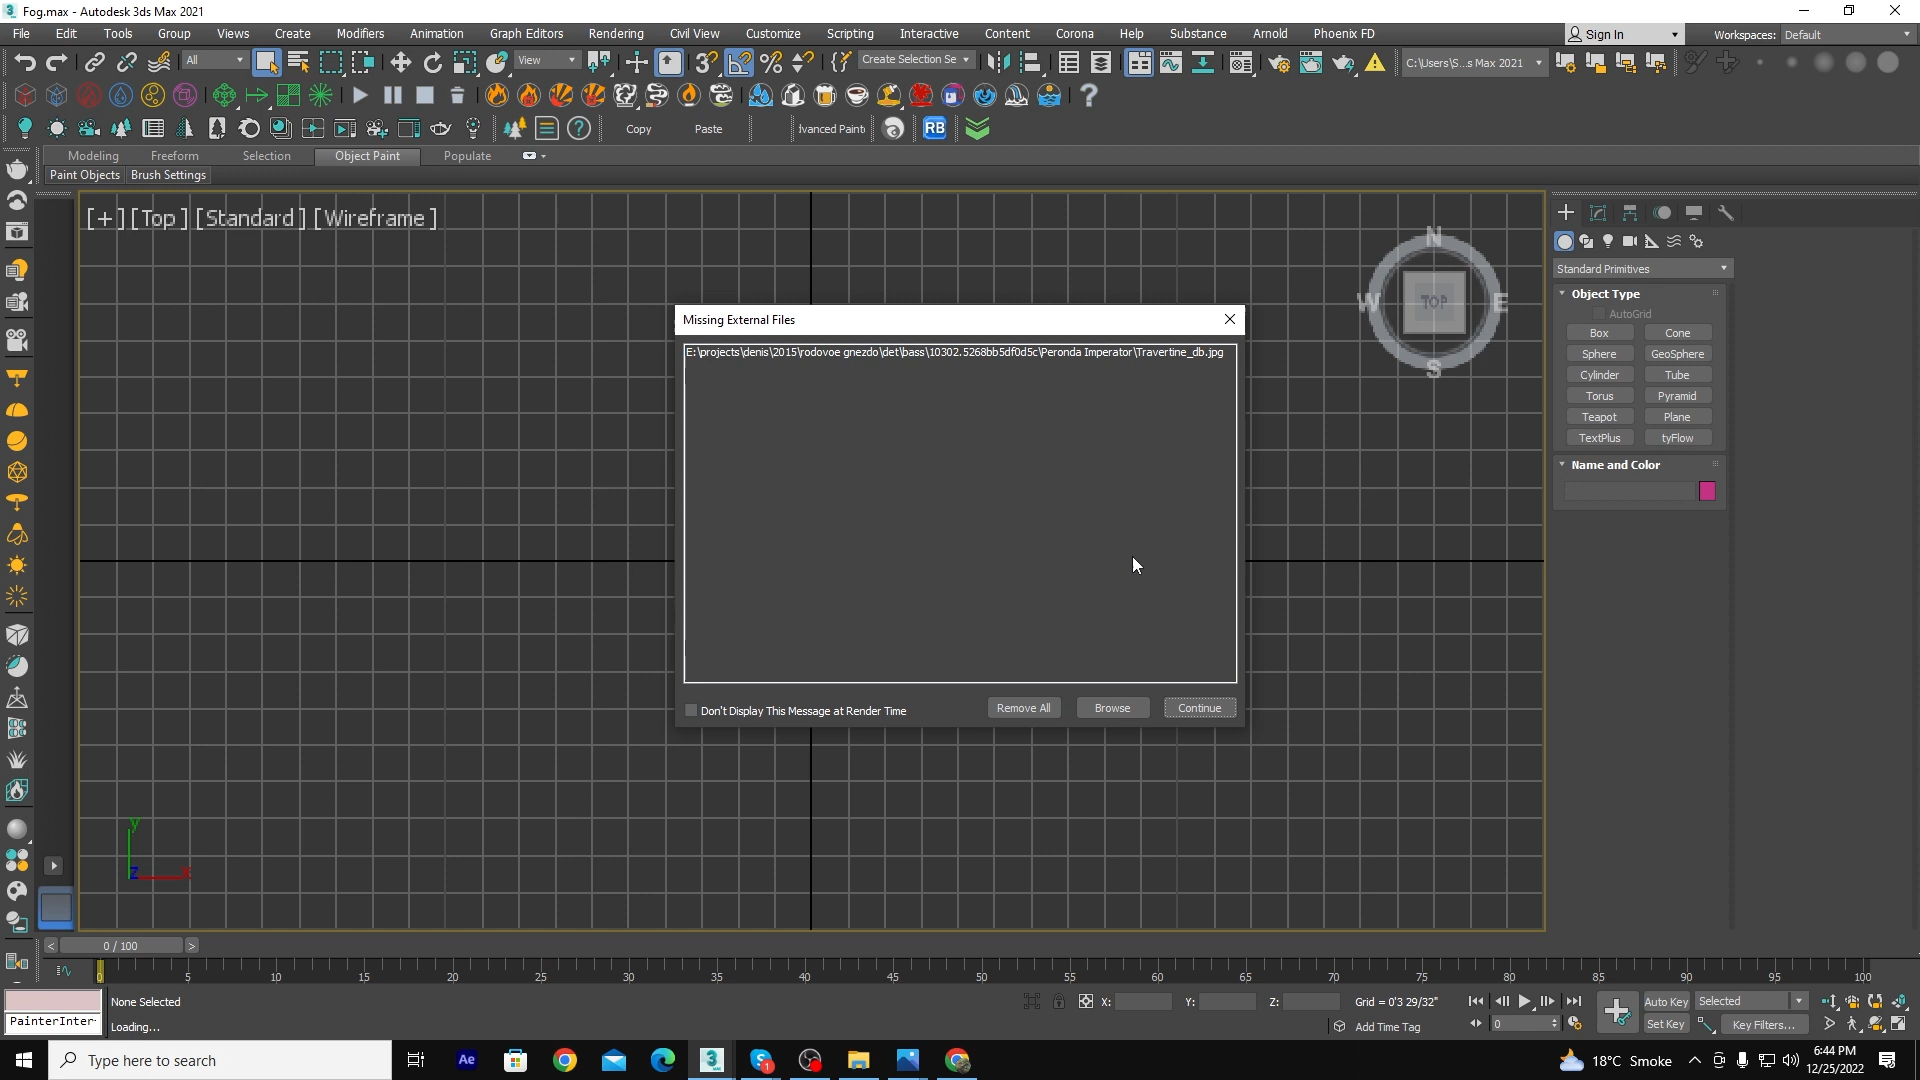 Fog.max - Autodesk 3ds Max 2021
File Edit Tools Group Views Create Modifiers Animation Graph Editors Rendering Civil View Customize Scripting Interactive Content Corona Help Substance Arnold Phoenix FD
Sign In Workspaces: Default
All View Create Selection Se C:\Users\S...s Max 2021
Copy Paste RB
Modeling Freeform Selection Object Paint Populate
Paint Objects Brush Settings
[+] [Top] [Standard] [Wireframe]
N
W TOP E
S
Standard Primitives
Object Type
AutoGrid
Box Cone
Sphere GeoSphere
Cylinder Tube
Torus Pyramid
Teapot Plane
TextPlus tyFlow
Name and Color
Missing External Files
E:\projects\denis\2015\rodovoe gnezdo\det\bass\10302.5268bb5df0d5c\Peronda Imperator\Travertine_db.jpg
Don't Display This Message at Render Time Remove All Browse Continue
y
z x
< 0 / 100 >
0 5 10 15 20 25 30 35 40 45 50 55 60 65 70 75 80 85 90 95 100
None Selected X: Y: Z: Grid = 0'3 29/32" Auto Key Selected
PainterInter Loading... Add Time Tag 0 Set Key Key Filters...
Type here to search Ae 3 MAX S 1 18°C Smoke 6:44 PM
12/25/2022